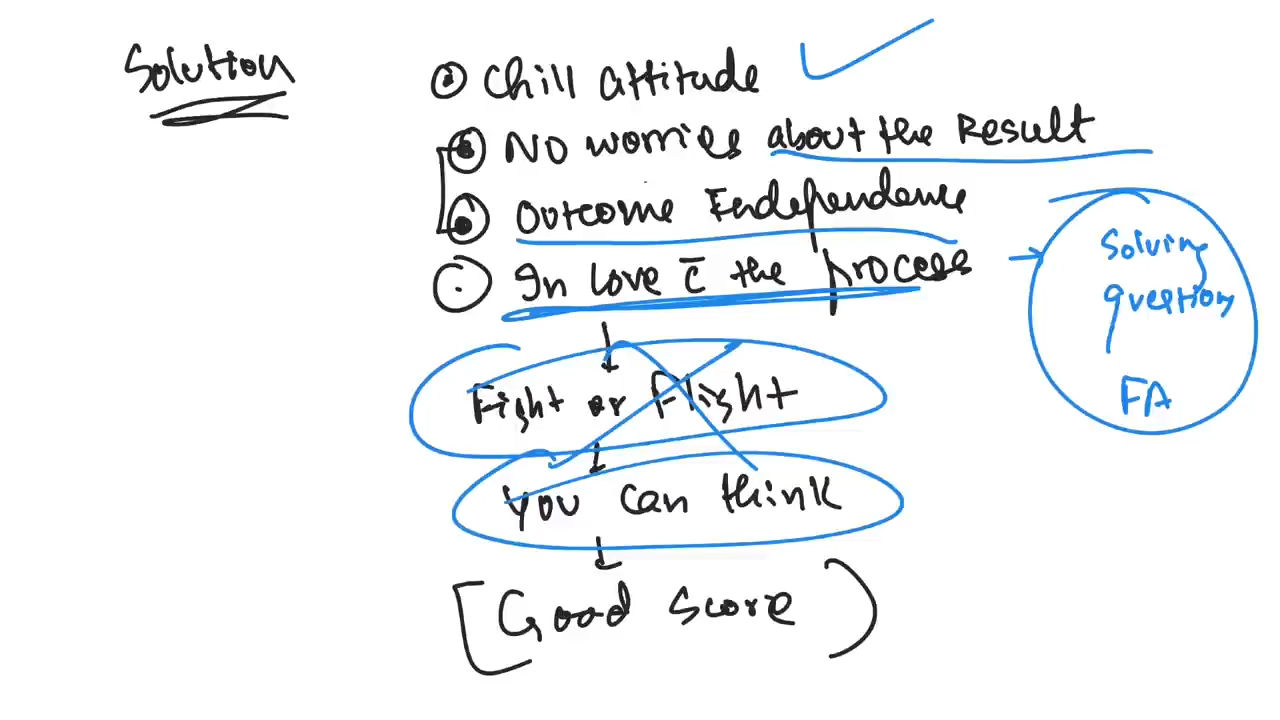 Solution
Chill attitude
No worries about the Result
Outcome Independence
In love c̄ the process
Fight or Flight
You can think
[Good score)
Solving
question
FA